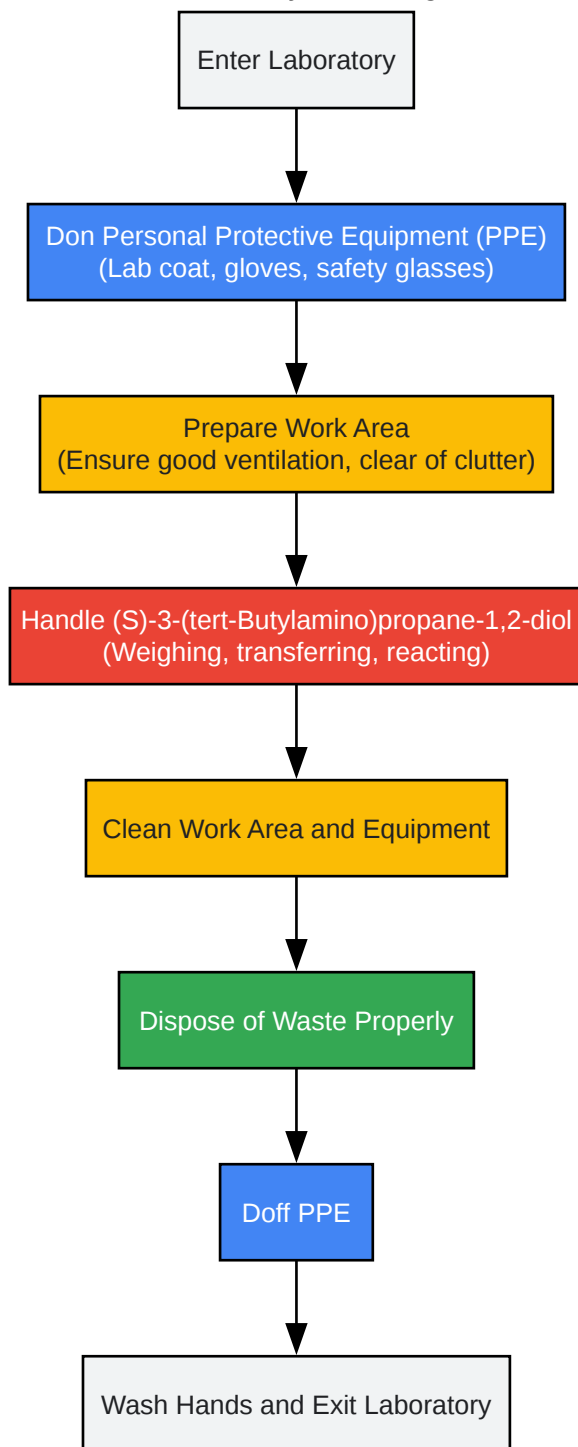 Enter Laboratory
Don Personal Protective Equipment (PPE)
(Lab coat, gloves, safety glasses)
Prepare Work Area
(Ensure good ventilation, clear of clutter)
Handle (S)-3-(tert-Butylamino)propane-1,2-diol
(Weighing, transferring, reacting)
Clean Work Area and Equipment
Dispose of Waste Properly
Doff PPE
Wash Hands and Exit Laboratory